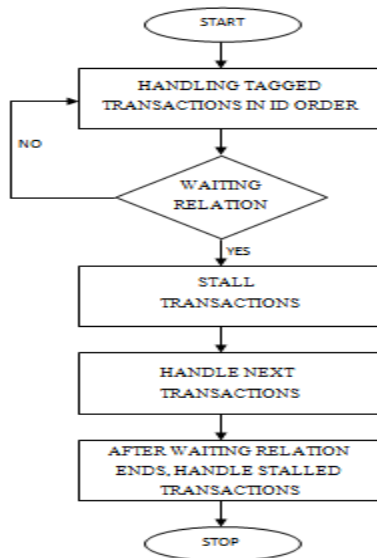 START
HANDLING TAGGED
TRANSACTIONS IN ID ORDER
NO
WAITING
RELATION
YES
STALL
TRANSACTIONS
HANDLE NEXT
TRANSACTIONS
AFTER WAITING RELATION
ENDS, HANDLE STALLED
TRANSACTIONS
STOP